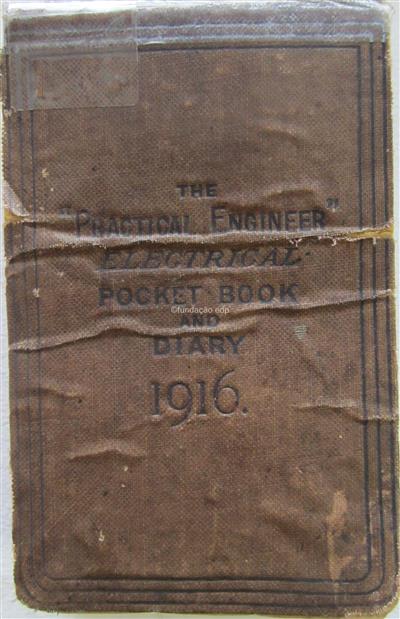 THE
"PRACTICAL ENGINEER"
ELECTRICAL
POCKET BOOK
©fundação edp
AND
DIARY
1916.